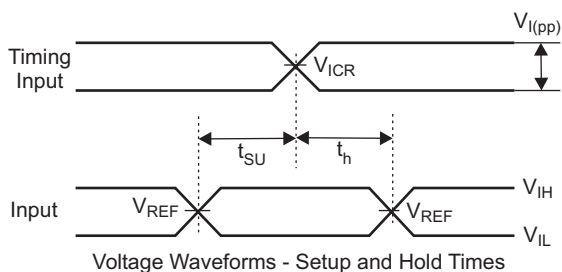 V_I(pp)
Timing
Input
V_ICR
t_SU
t_h
V_IH
Input
V_REF
V_REF
V_IL
Voltage Waveforms - Setup and Hold Times